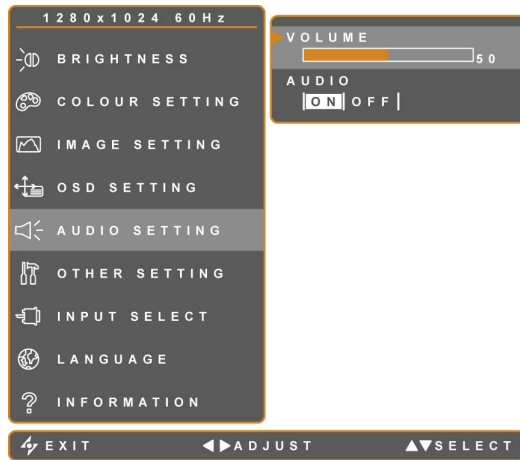 1280x1024 60Hz
BRIGHTNESS
COLOUR SETTING
IMAGE SETTING
OSD SETTING
AUDIO SETTING
OTHER SETTING
INPUT SELECT
LANGUAGE
INFORMATION
VOLUME
50
AUDIO
ON OFF
EXIT ADJUST SELECT